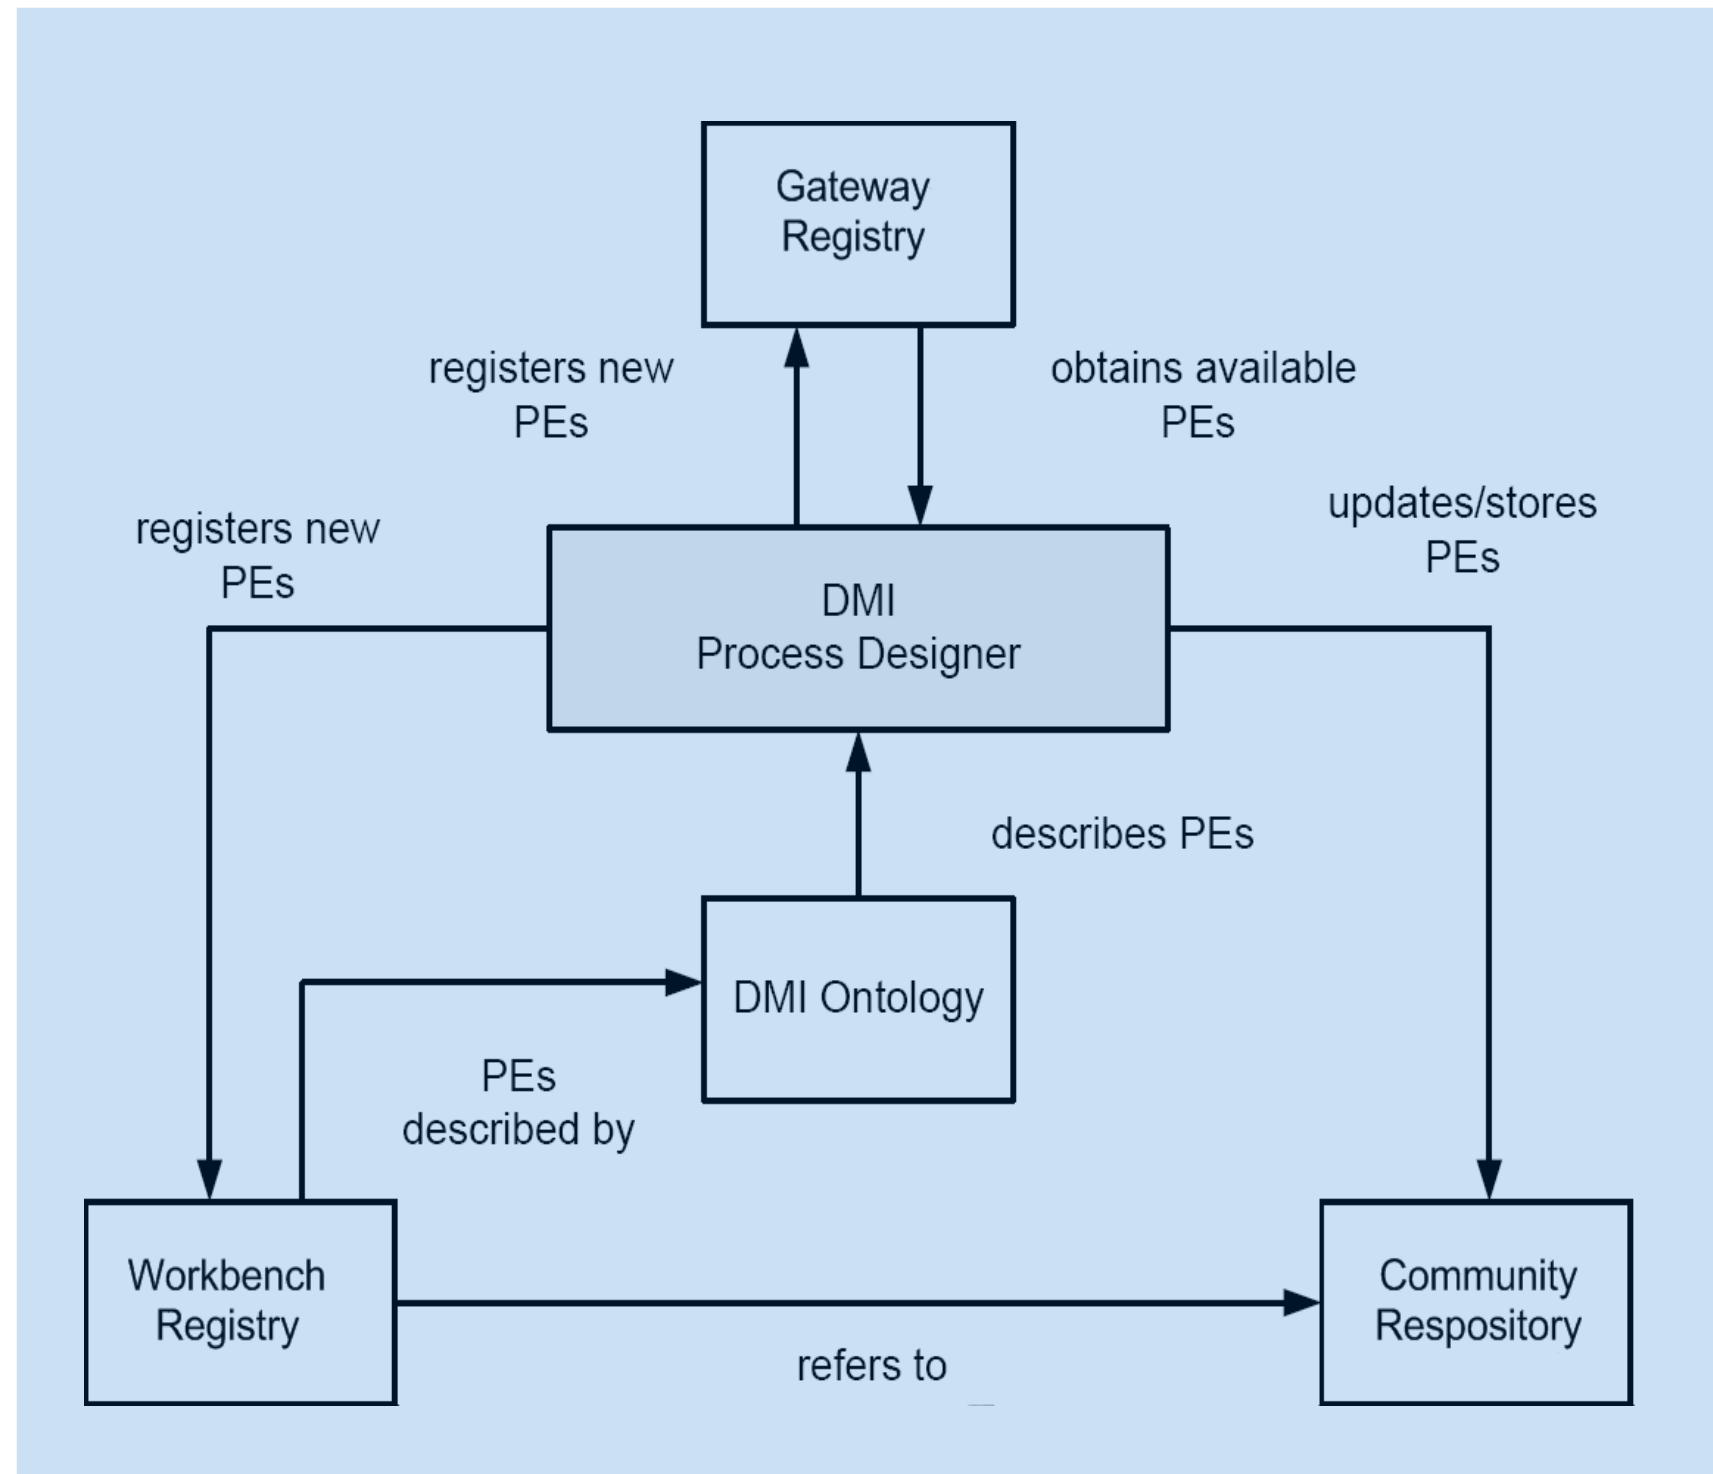 Gateway
Registry
registers new
PEs
obtains available
PEs
registers new
PEs
updates/stores
PEs
DMI
Process Designer
describes PEs
DMI Ontology
PEs
described by
Workbench
Registry
Community
Respository
refers to